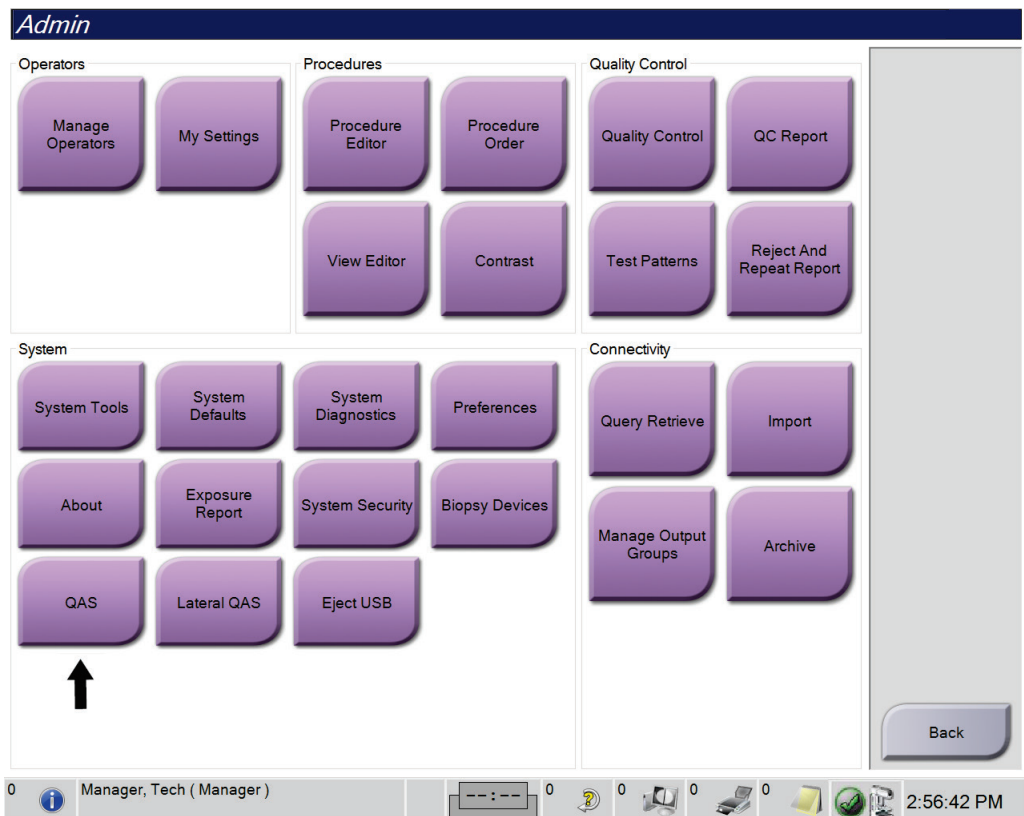 Admin
Operators
Manage
Operators
My Settings
Procedures
Procedure
Editor
Procedure
Order
View Editor
Contrast
Quality Control
Quality Control
QC Report
Test Patterns
Reject And
Repeat Report
System
System Tools
System
Defaults
System
Diagnostics
Preferences
About
Exposure
Report
System Security
Biopsy Devices
QAS
Lateral QAS
Eject USB
Connectivity
Query Retrieve
Import
Manage Output
Groups
Archive
Back
0
Manager, Tech ( Manager )
--:--
0
0
0
0
2:56:42 PM